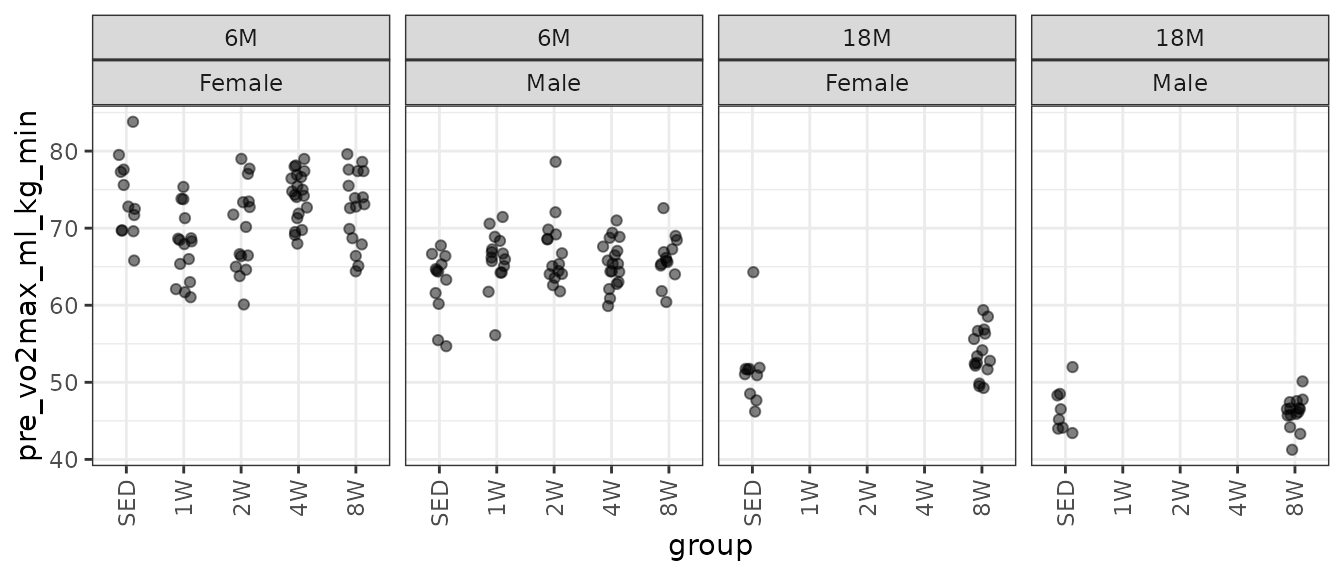 6M 6M 18M 18M
Female Male Female Male
pre_vo2max_ml_kg_min
80
70
60
50
40
SED 1W 2W 4W 8W SED 1W 2W 4W 8W SED 1W 2W 4W 8W SED 1W 2W 4W 8W
group